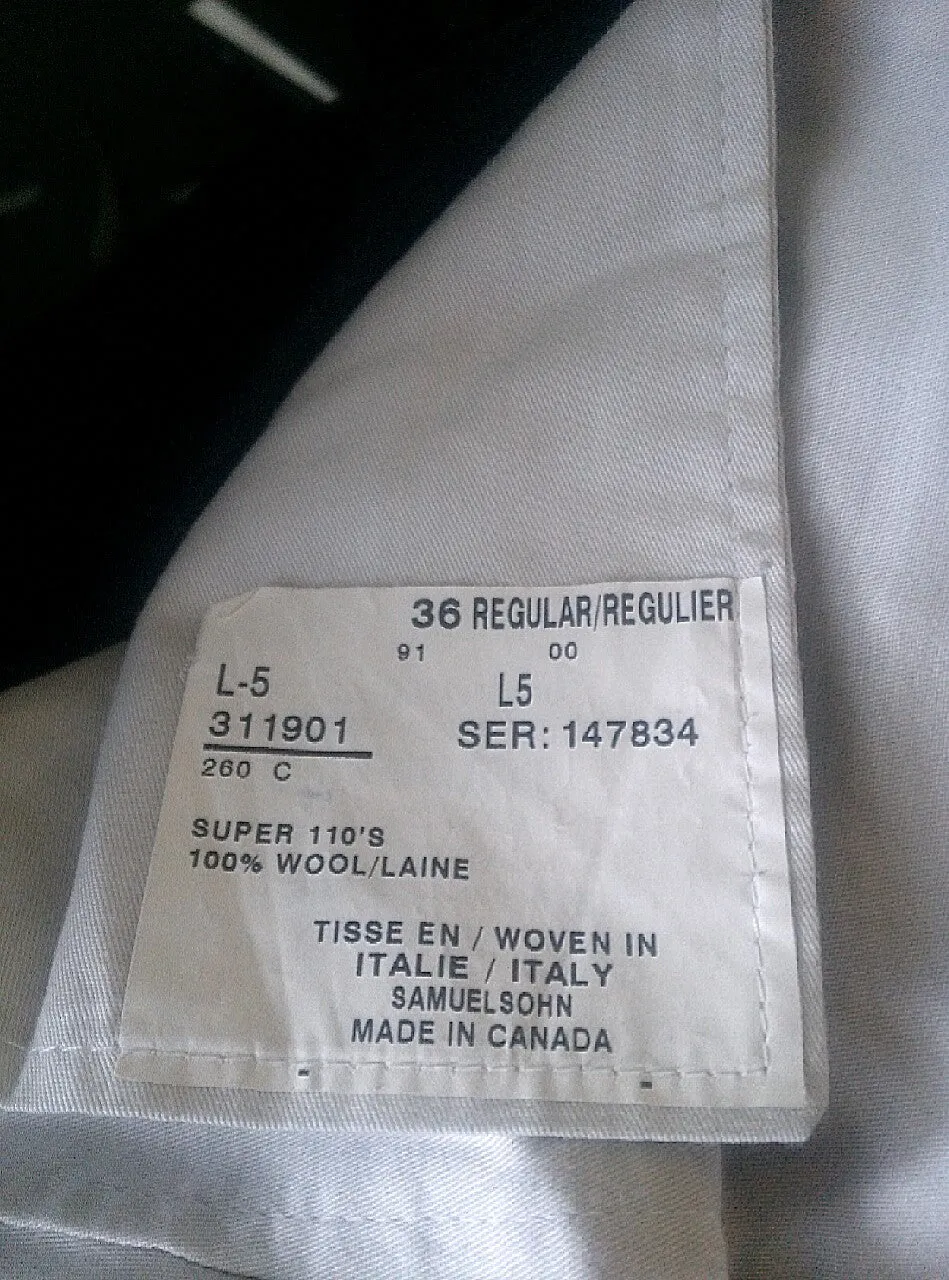 36 REGULAR/REGULIER
91 00
L-5 L5
311901 SER: 147834
260 C
SUPER 110'S
100% WOOL/LAINE
TISSE EN / WOVEN IN
ITALIE / ITALY
SAMUELSOHN
MADE IN CANADA